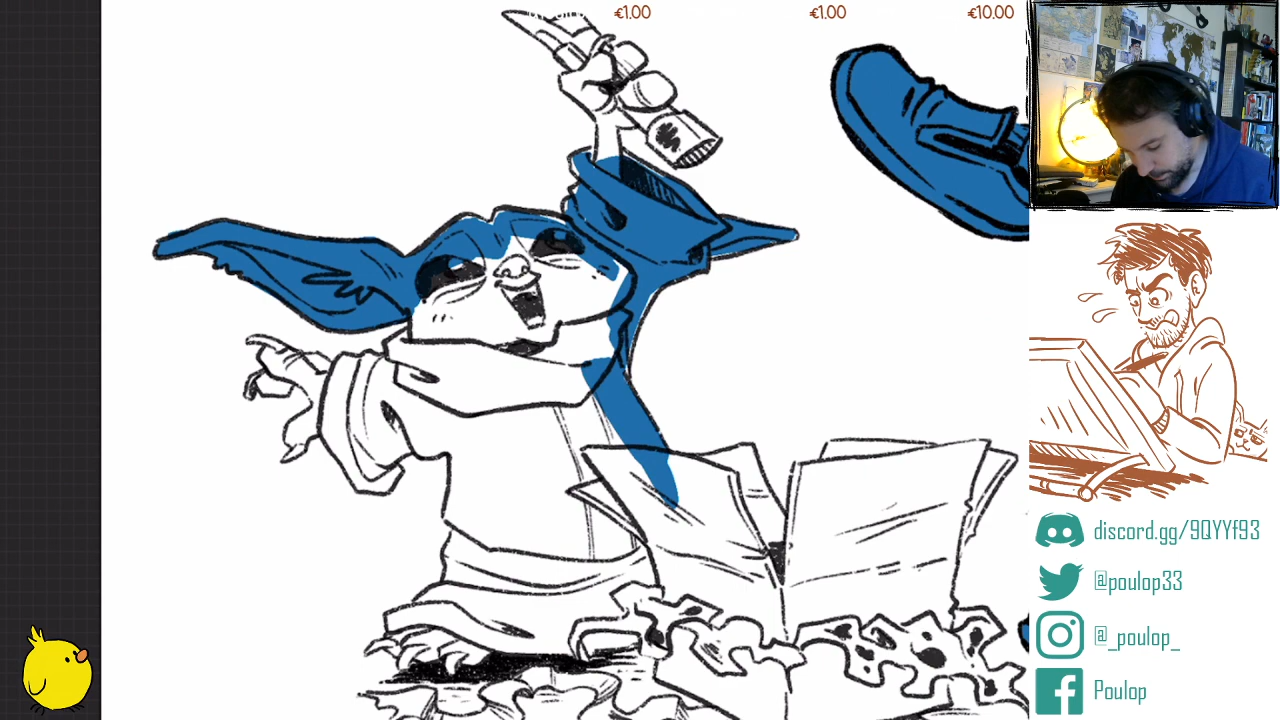 €1.00 €1.00 €10.00
discord.gg/9QYYf93
@poulop33
@_poulop_
Poulop